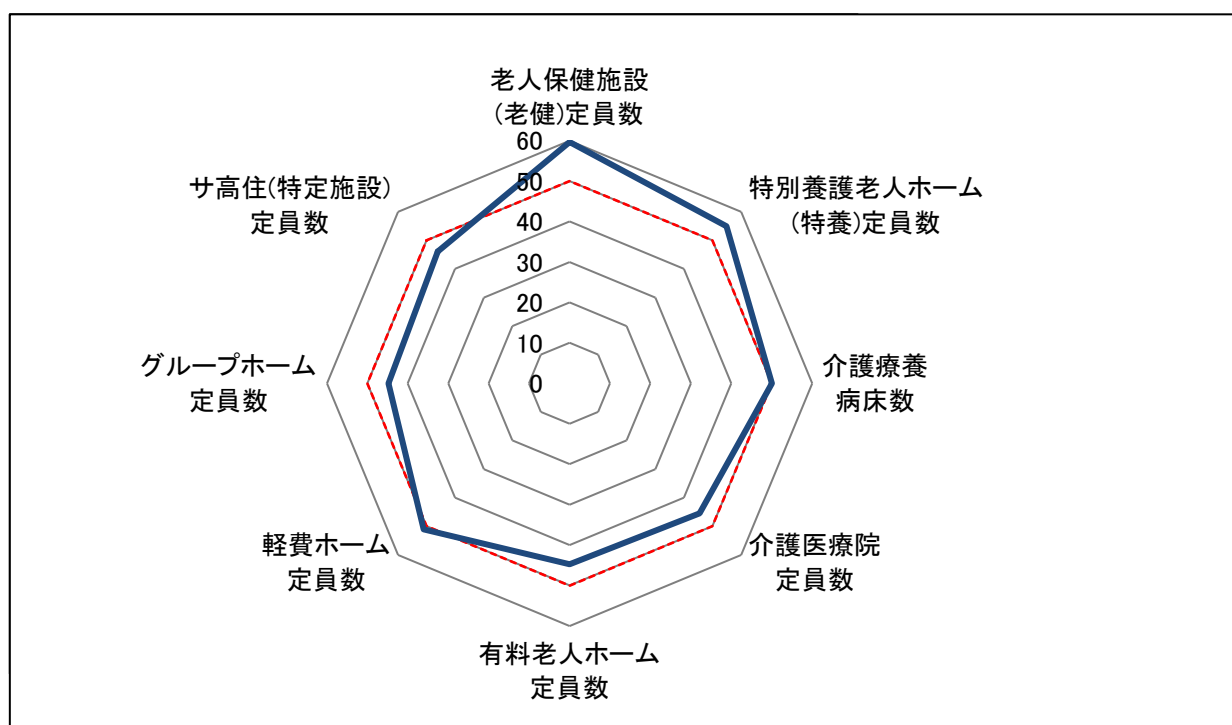 老人保健施設
(老健)定員数
60
50
40
30
20
10
0
特別養護老人ホーム
(特養)定員数
介護療養
病床数
介護医療院
定員数
有料老人ホーム
定員数
軽費ホーム
定員数
グループホーム
定員数
サ高住(特定施設)
定員数